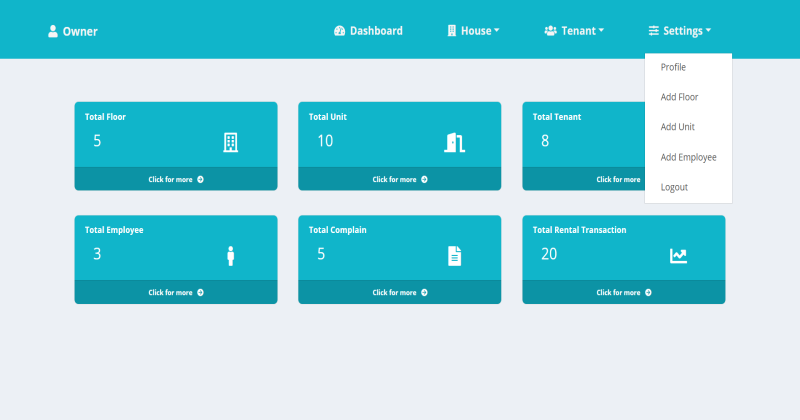 Owner
Dashboard
House
Tenant
Settings
Profile
Add Floor
Add Unit
Add Employee
Logout
Total Floor
5
Click for more
Total Unit
10
Click for more
Total Tenant
8
Click for more
Total Employee
3
Click for more
Total Complain
5
Click for more
Total Rental Transaction
20
Click for more